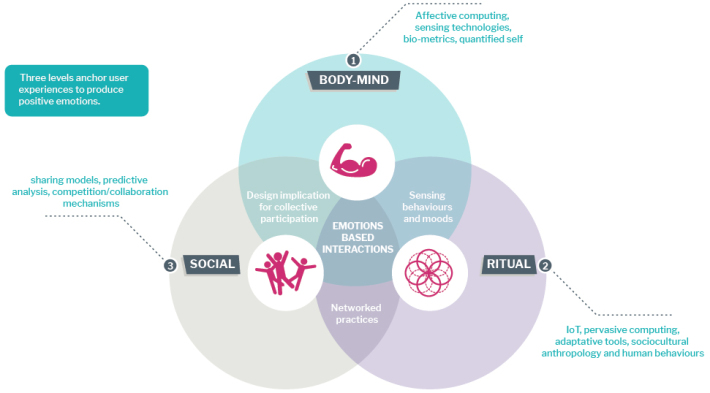 Affective computing,
sensing technologies,
bio-metrics, quantified self
1
BODY-MIND
Three levels anchor user
experiences to produce
positive emotions.
sharing models, predictive
analysis, competition/collaboration
mechanisms
Design implication
for collective
participation
Sensing
behaviours
and moods
EMOTIONS
BASED
INTERACTIONS
3
SOCIAL
RITUAL
2
Networked
practices
IoT, pervasive computing,
adaptative tools, sociocultural
anthropology and human behaviours